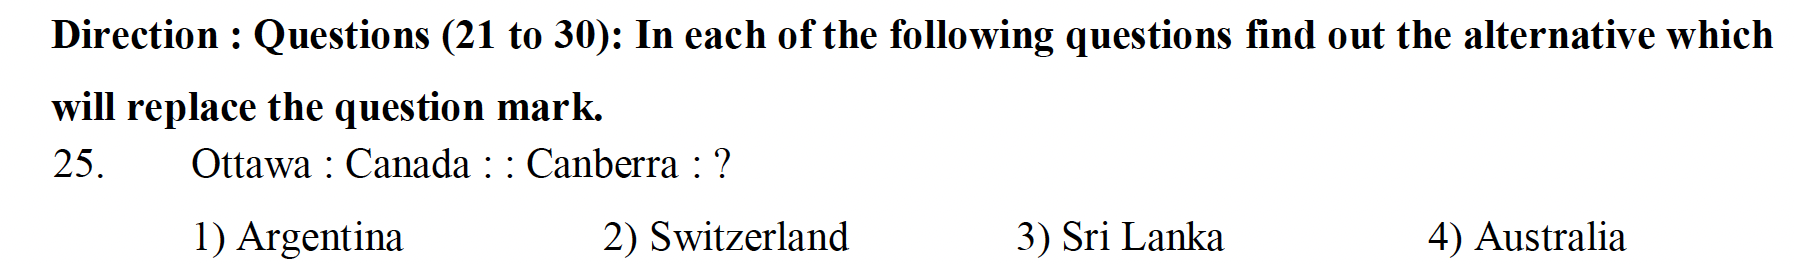 Direction : Questions (21 to 30): In each of the following questions find out the alternative which
will replace the question mark.
25. Ottawa : Canada : : Canberra : ?
1) Argentina 2) Switzerland 3) Sri Lanka 4) Australia